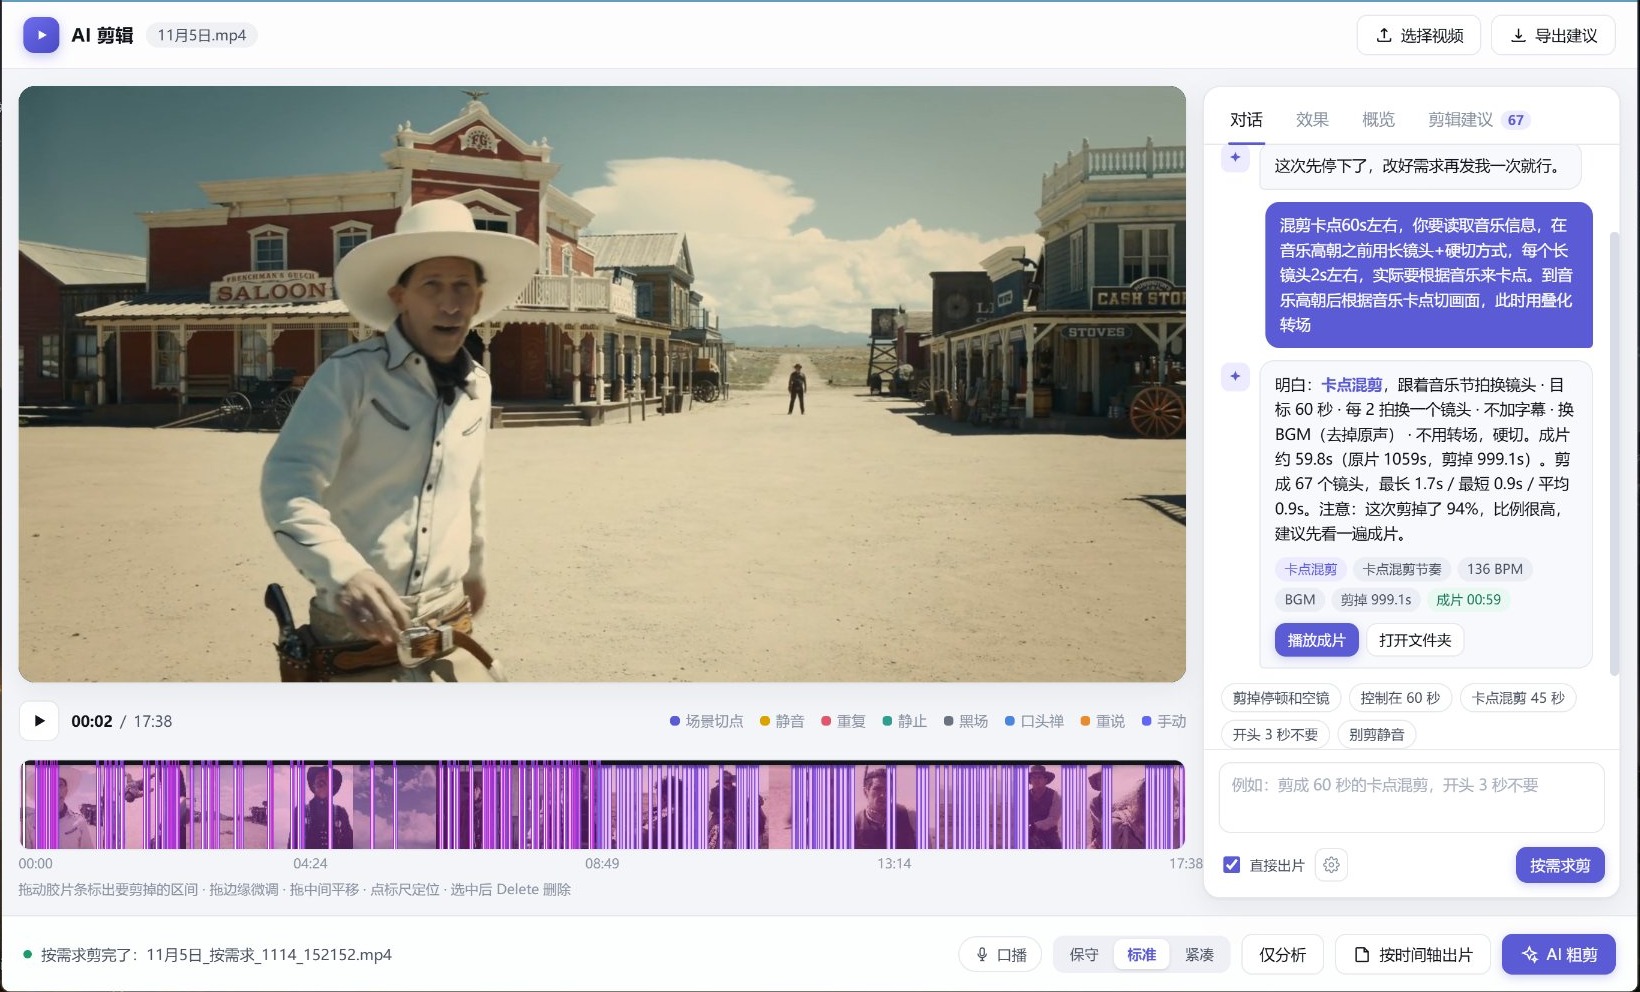 AI 剪辑
11月5日.mp4
选择视频
导出建议
FRENCHMAN'S GULCH
SALOON
CASH STO
STOVES
对话
效果
概览
剪辑建议 67
这次先停下了，改好需求再发我一次就行。
混剪卡点60s左右，你要读取音乐信息，在
音乐高朝之前用长镜头+硬切方式，每个长
镜头2s左右，实际要根据音乐来卡点。到音
乐高朝后根据音乐卡点切画面，此时用叠化
转场
明白：卡点混剪，跟着音乐节拍换镜头 · 目
标 60 秒 · 每 2 拍换一个镜头 · 不加字幕 · 换
BGM（去掉原声） · 不用转场，硬切。成片
约 59.8s（原片 1059s，剪掉 999.1s）。剪
成 67 个镜头，最长 1.7s / 最短 0.9s / 平均
0.9s。注意：这次剪掉了 94%，比例很高，
建议先看一遍成片。
卡点混剪
卡点混剪节奏
136 BPM
BGM
剪掉 999.1s
成片 00:59
播放成片
打开文件夹
剪掉停顿和空镜
控制在 60 秒
卡点混剪 45 秒
开头 3 秒不要
别剪静音
例如：剪成 60 秒的卡点混剪，开头 3 秒不要
直接出片
按需求剪
00:02 / 17:38
场景切点
静音
重复
静止
黑场
口头禅
重说
手动
00:00
04:24
08:49
13:14
17:38
拖动胶片条标出要剪掉的区间 · 拖边缘微调 · 拖中间平移 · 点标尺定位 · 选中后 Delete 删除
按需求剪完了：11月5日_按需求_1114_152152.mp4
口播
保守
标准
紧凑
仅分析
按时间轴出片
AI 粗剪